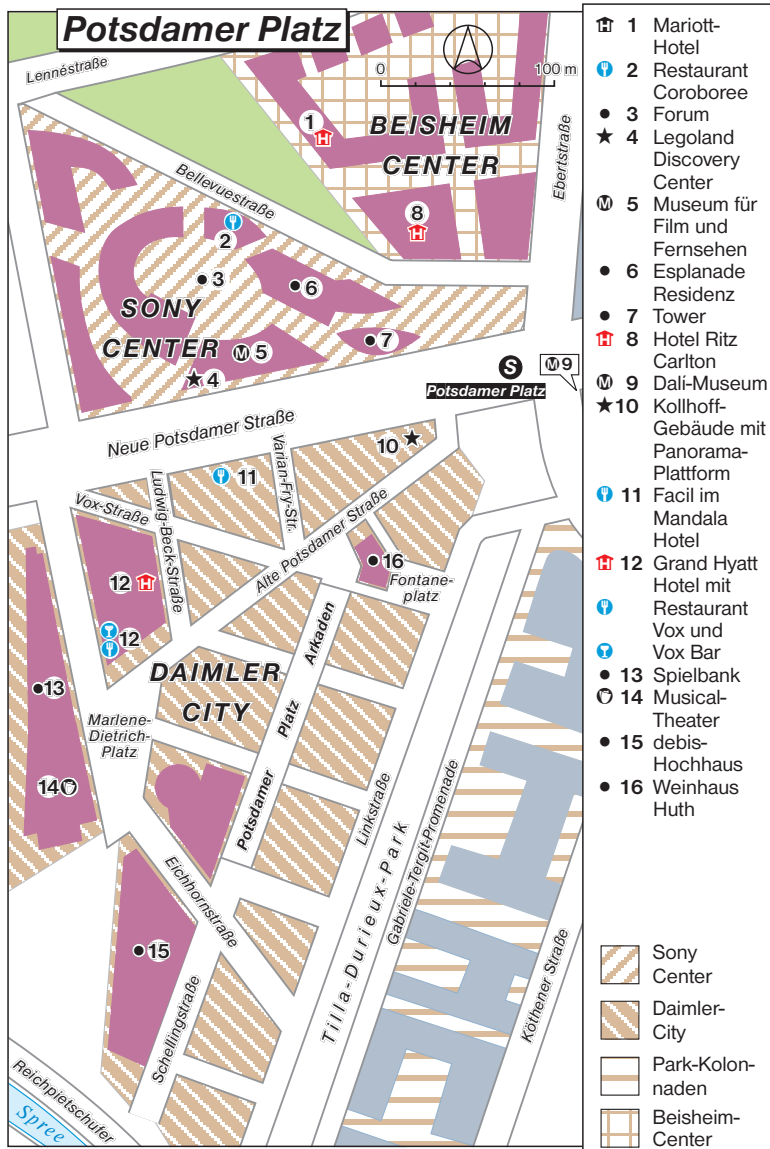 Potsdamer Platz
Lennéstraße
0 100 m
1
BEISHEIM
CENTER
Ebertstraße
Bellevuestraße
8
2
3
6
SONY
CENTER
5
7
4
S
M 9
Potsdamer Platz
Neue Potsdamer Straße
10
11
Varian-Fry-Str.
Ludwig-Beck-Straße
Vox-Straße
Alte Potsdamer Straße
16
Fontane-
platz
12
12
Arkaden
Platz
Potsdamer
DAIMLER
CITY
13
Marlene-
Dietrich-
Platz
14
Linkstraße
Tilla-Durieux-Park
Gabriele-Tergit-Promenade
Eichhornstraße
15
Schellingstraße
Köthener Straße
Reichpietschufer
Spree
1 Mariott-
Hotel
2 Restaurant
Coroboree
3 Forum
4 Legoland
Discovery
Center
M 5 Museum für
Film und
Fernsehen
6 Esplanade
Residenz
7 Tower
H 8 Hotel Ritz
Carlton
M 9 Dalí-Museum
10 Kollhoff-
Gebäude mit
Panorama-
Plattform
11 Facil im
Mandala
Hotel
H 12 Grand Hyatt
Hotel mit
Restaurant
Vox und
Vox Bar
13 Spielbank
14 Musical-
Theater
15 debis-
Hochhaus
16 Weinhaus
Huth
Sony
Center
Daimler-
City
Park-Kolon-
naden
Beisheim-
Center